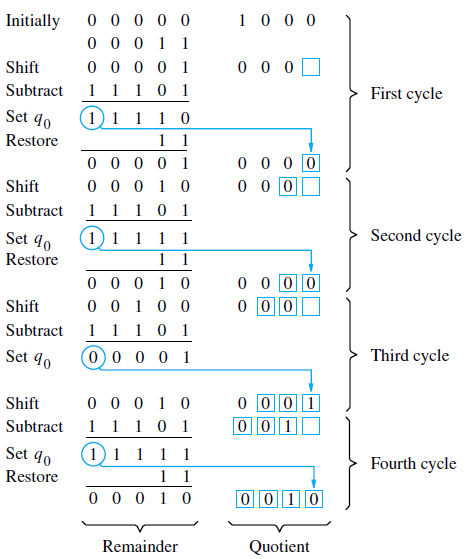 Initially 0 0 0 0 0 1 0 0 0
0 0 0 1 1
Shift 0 0 0 0 1 0 0 0
Subtract 1 1 1 0 1
First cycle
Set q0 1 1 1 1 0
Restore 1 1
0 0 0 0 1 0 0 0 0
Shift 0 0 0 1 0 0 0 0
Subtract 1 1 1 0 1
Set q0 1 1 1 1 1 Second cycle
Restore 1 1
0 0 0 1 0 0 0 0 0
Shift 0 0 1 0 0 0 0 0
Subtract 1 1 1 0 1
Set q0 0 0 0 0 1 Third cycle
Shift 0 0 0 1 0 0 0 0 1
Subtract 1 1 1 0 1 0 0 1
Set q0 1 1 1 1 1 Fourth cycle
Restore 1 1
0 0 0 1 0 0 0 1 0
Remainder Quotient